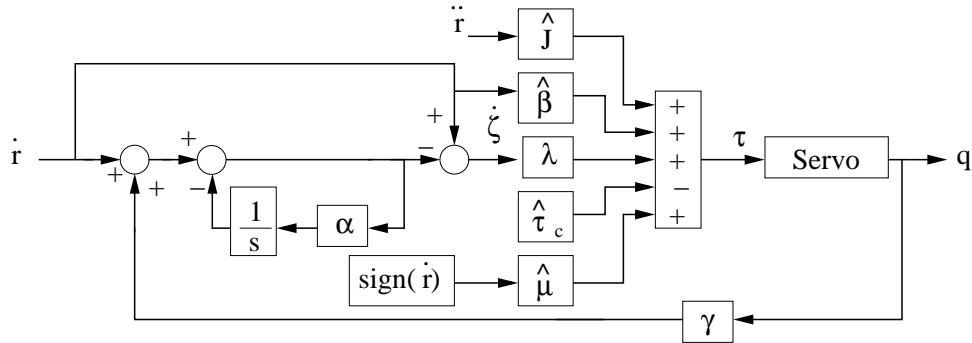 r̈
Ĵ
β̂
+
ζ̇
ṙ
+
+
+
−
−
λ
+
+
+
−
+
τ
Servo
q
−
1
s
α
τ̂ c
sign(ṙ)
μ̂
γ